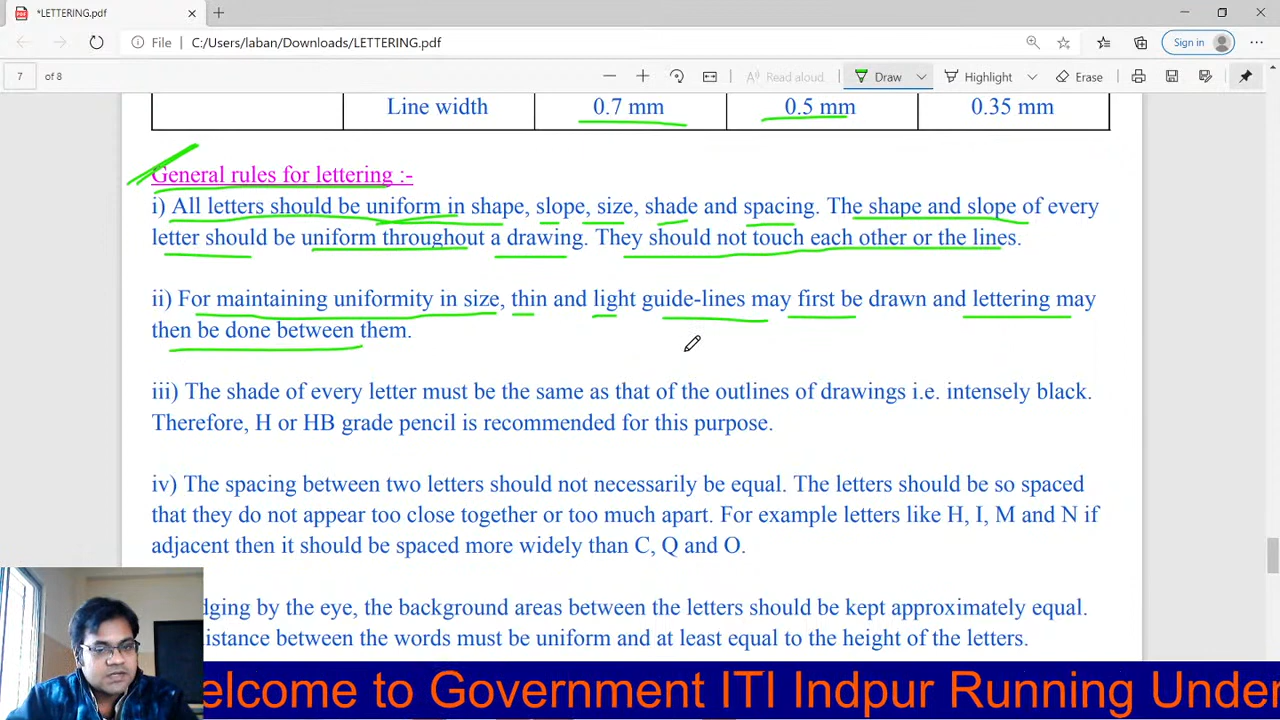 *LETTERING.pdf
File C:/Users/laban/Downloads/LETTERING.pdf Sign in
7 of 8 Read aloud Draw Highlight Erase
Line width 0.7 mm 0.5 mm 0.35 mm
General rules for lettering :-
i) All letters should be uniform in shape, slope, size, shade and spacing. The shape and slope of every
letter should be uniform throughout a drawing. They should not touch each other or the lines.
ii) For maintaining uniformity in size, thin and light guide-lines may first be drawn and lettering may
then be done between them.
iii) The shade of every letter must be the same as that of the outlines of drawings i.e. intensely black.
Therefore, H or HB grade pencil is recommended for this purpose.
iv) The spacing between two letters should not necessarily be equal. The letters should be so spaced
that they do not appear too close together or too much apart. For example letters like H, I, M and N if
adjacent then it should be spaced more widely than C, Q and O.
dging by the eye, the background areas between the letters should be kept approximately equal.
istance between the words must be uniform and at least equal to the height of the letters.
elcome to Government ITI Indpur Running Under